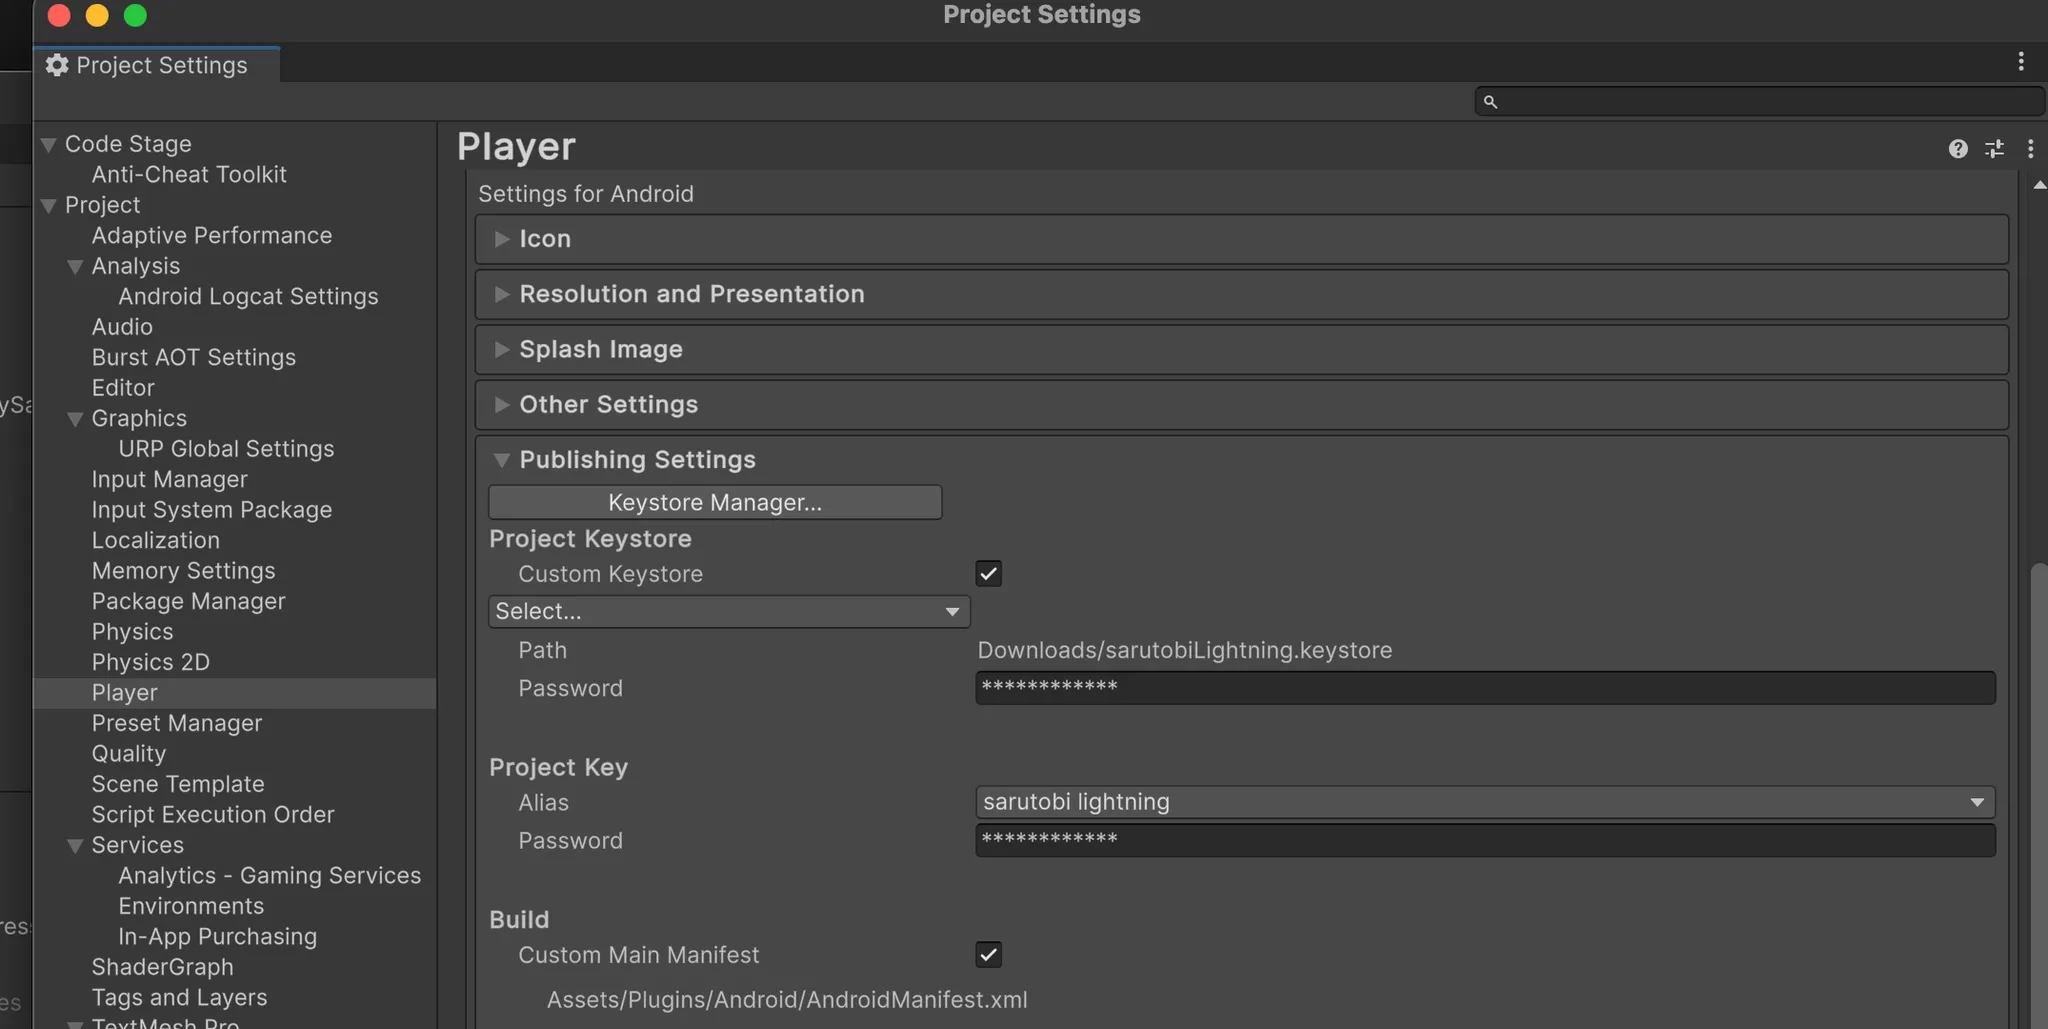 Project Settings
Project Settings
Code Stage
Anti-Cheat Toolkit
Project
Adaptive Performance
Analysis
Android Logcat Settings
Audio
Burst AOT Settings
Editor
Graphics
URP Global Settings
Input Manager
Input System Package
Localization
Memory Settings
Package Manager
Physics
Physics 2D
Player
Preset Manager
Quality
Scene Template
Script Execution Order
Services
Analytics - Gaming Services
Environments
In-App Purchasing
ShaderGraph
Tags and Layers
TextMesh Pro
Player
Settings for Android
Icon
Resolution and Presentation
Splash Image
Other Settings
Publishing Settings
Keystore Manager...
Project Keystore
Custom Keystore
Select...
Path Downloads/sarutobiLightning.keystore
Password ************
Project Key
Alias sarutobi lightning
Password ************
Build
Custom Main Manifest
Assets/Plugins/Android/AndroidManifest.xml